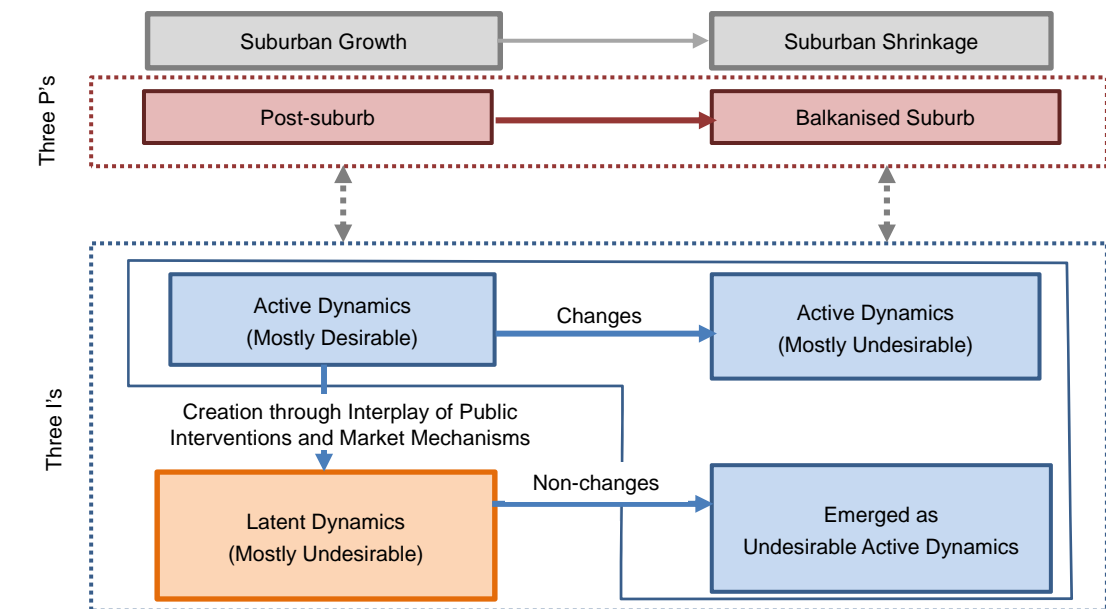 Suburban Growth
Suburban Shrinkage
Three P's
Post-suburb
Balkanised Suburb
Three I's
Active Dynamics
(Mostly Desirable)
Changes
Active Dynamics
(Mostly Undesirable)
Creation through Interplay of Public
Interventions and Market Mechanisms
Latent Dynamics
(Mostly Undesirable)
Non-changes
Emerged as
Undesirable Active Dynamics